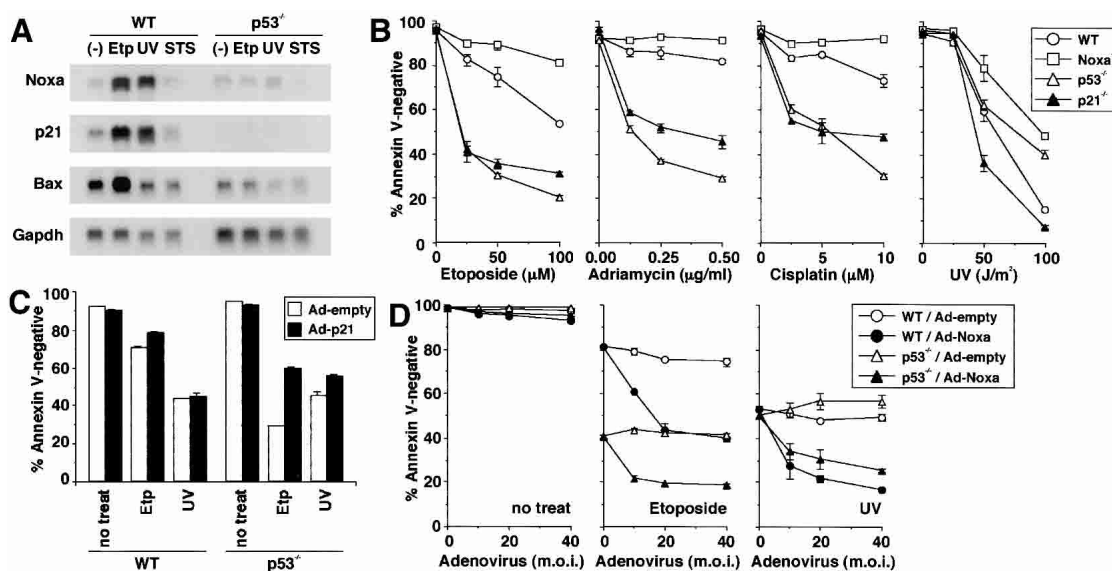 A
WT p53-/-
(-) Etp UV STS (-) Etp UV STS
Noxa
p21
Bax
Gapdh
B
% Annexin V-negative
100
80
60
40
20
0
0 50 100
Etoposide (μM)
0.00 0.25 0.50
Adriamycin (μg/ml)
0 5 10
Cisplatin (μM)
0 50 100
UV (J/m²)
WT
Noxa
p53-/-
p21-/-
C
% Annexin V-negative
100
80
60
40
20
0
Ad-empty
Ad-p21
no treat Etp UV no treat Etp UV
WT p53-/-
D
% Annexin V-negative
100
80
60
40
20
0
no treat
Etoposide
UV
0 20 40 0 20 40 0 20 40
Adenovirus (m.o.i.) Adenovirus (m.o.i.) Adenovirus (m.o.i.)
WT / Ad-empty
WT / Ad-Noxa
p53-/- / Ad-empty
p53-/- / Ad-Noxa